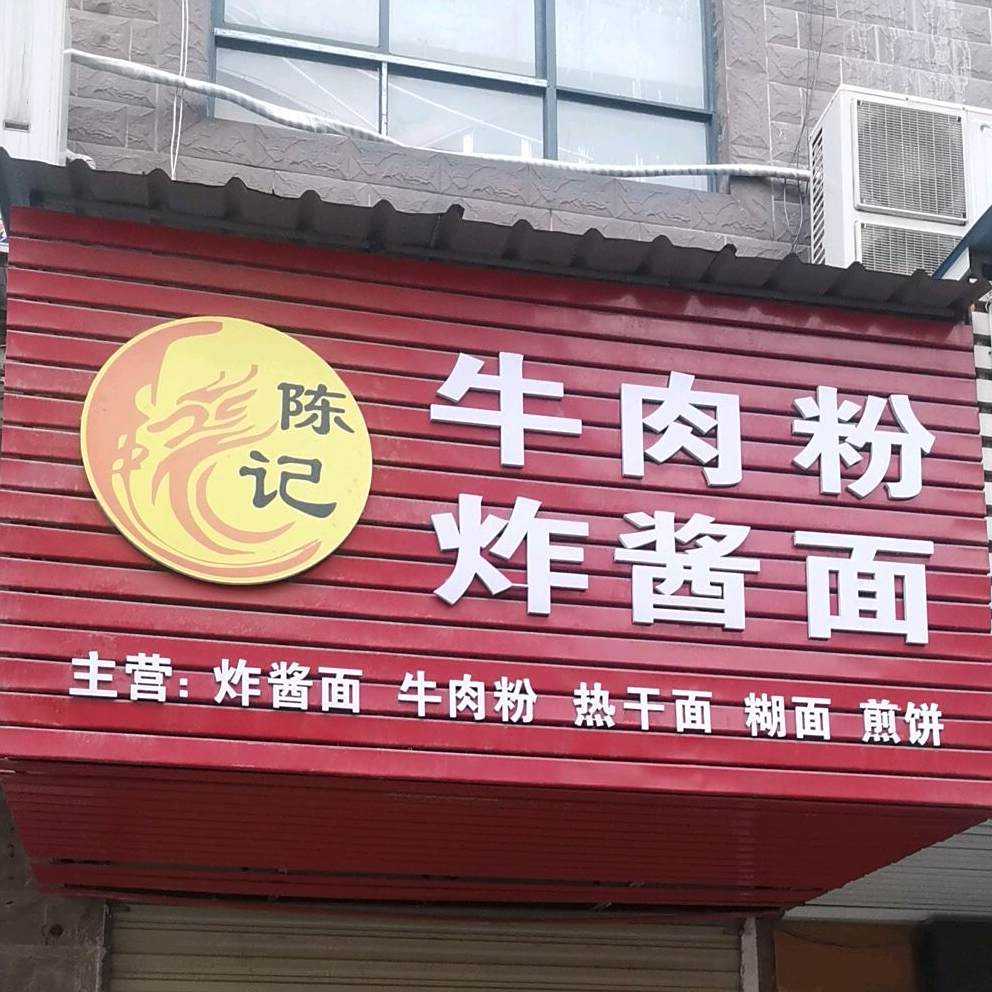 陈
记
牛肉粉
炸酱面
主营: 炸酱面 牛肉粉 热干面 糊面 煎饼